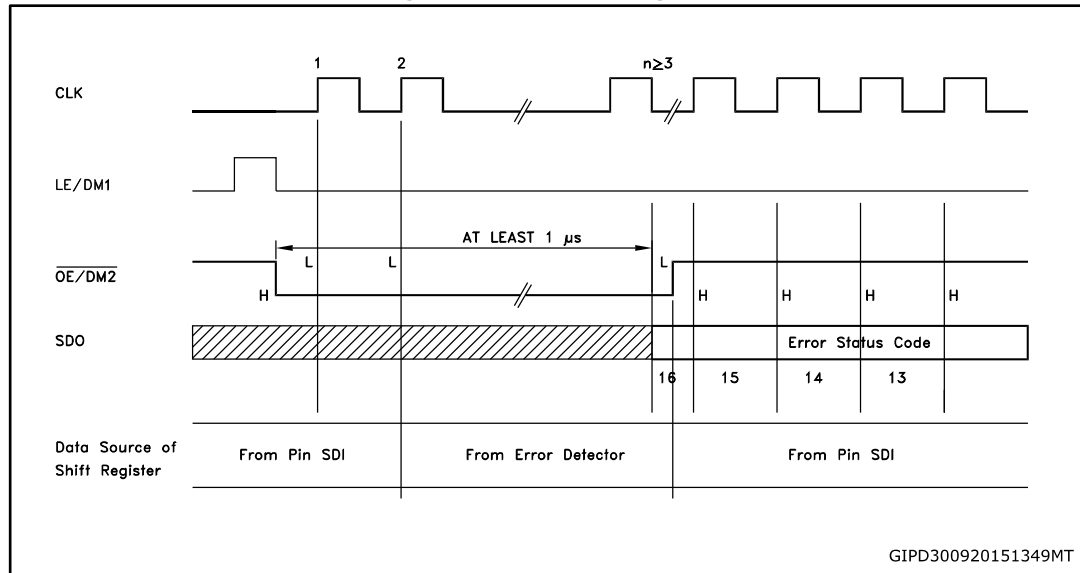 1 2 n≥3
CLK
LE/DM1
AT LEAST 1 μs
OE/DM2
L L L
H H H H H
SDO
Error Status Code
16 15 14 13
Data Source of
Shift Register
From Pin SDI From Error Detector From Pin SDI
GIPD300920151349MT